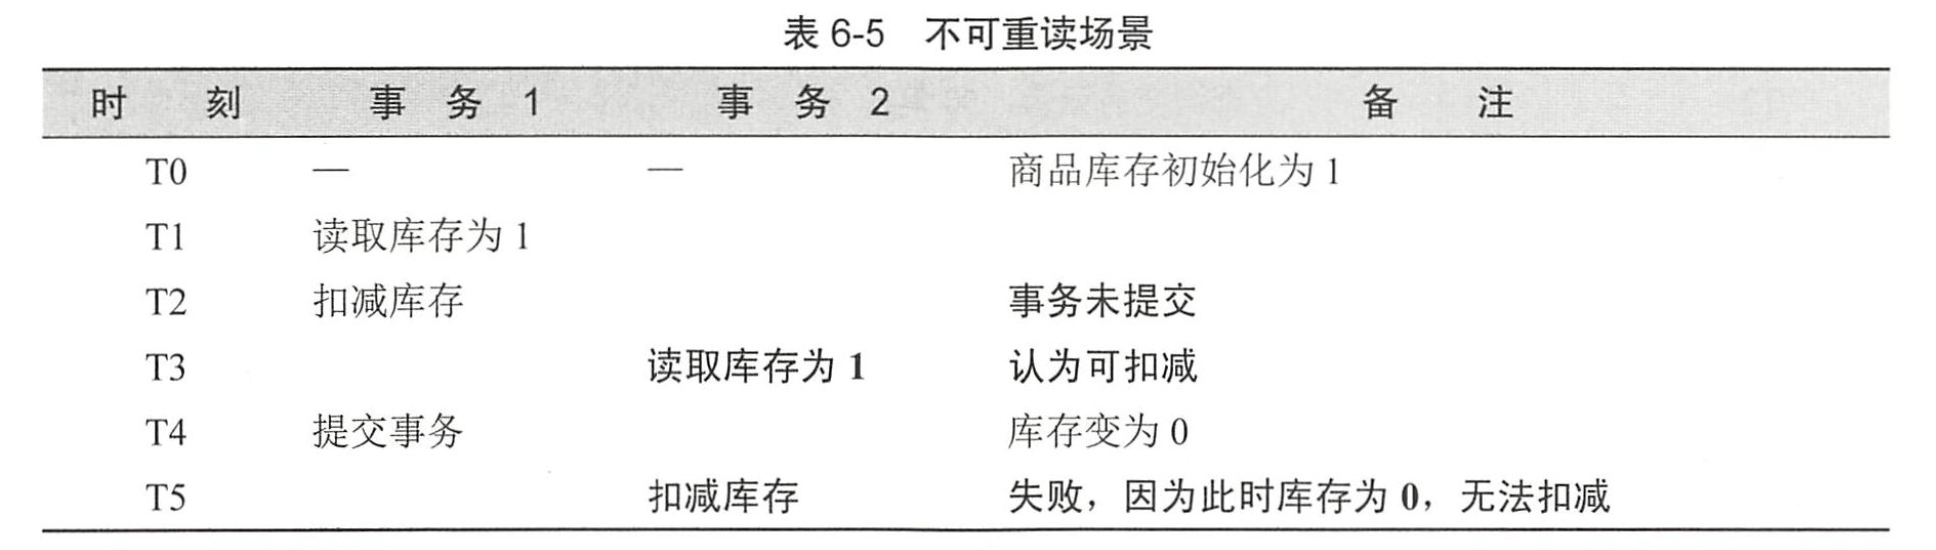 表 6-5 不可重读场景
时 刻 事 务 1 事 务 2 备 注
T0 — — 商品库存初始化为 1
T1 读取库存为 1
T2 扣减库存 事务未提交
T3 读取库存为 1 认为可扣减
T4 提交事务 库存变为 0
T5 扣减库存 失败，因为此时库存为 0，无法扣减